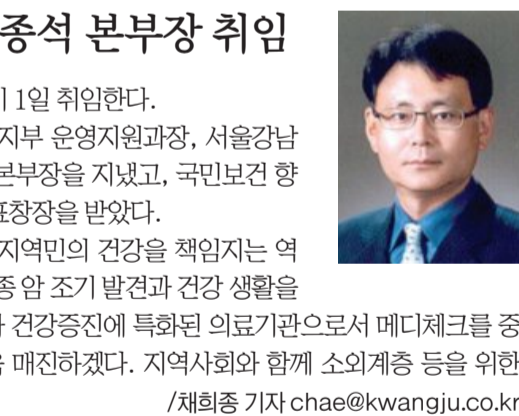 종석 본부장 취임
1일 취임한다.
지부 운영지원과장, 서울강남
본부장을 지냈고, 국민보건 향
표창장을 받았다.
지역민의 건강을 책임지는 역
종 암 조기 발견과 건강 생활을
건강증진에 특화된 의료기관으로서 메디체크를 중
매진하겠다. 지역사회와 함께 소외계층 등을 위한
/채희종 기자 chae@kwangju.co.kr